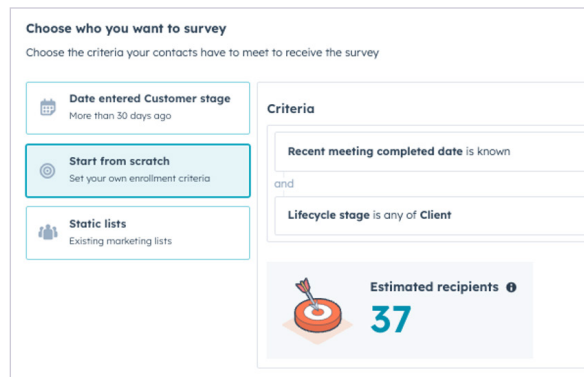 Choose who you want to survey
Choose the criteria your contacts have to meet to receive the survey
Date entered Customer stage
More than 30 days ago
Start from scratch
Set your own enrollment criteria
Static lists
Existing marketing lists
Criteria
Recent meeting completed date is known
and
Lifecycle stage is any of Client
Estimated recipients
37